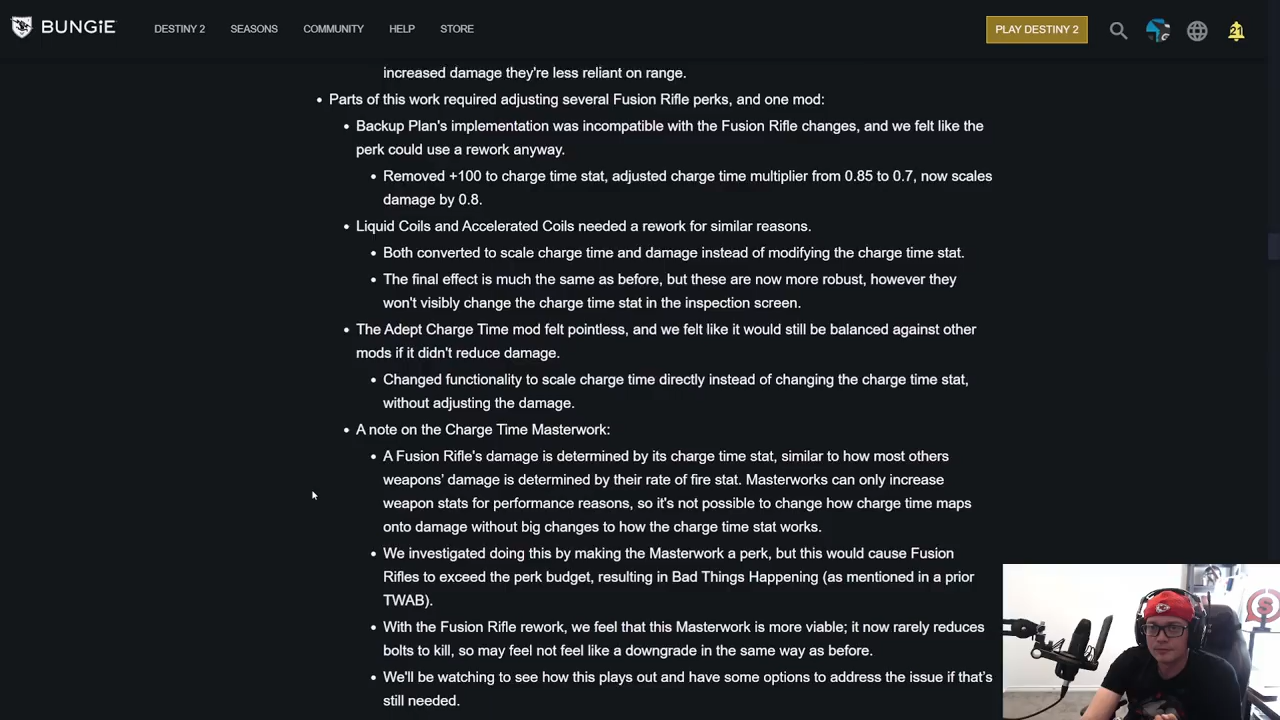 BUNGiE
DESTINY 2
SEASONS
COMMUNITY
HELP
STORE
PLAY DESTINY 2
21
increased damage they're less reliant on range.
• Parts of this work required adjusting several Fusion Rifle perks, and one mod:
• Backup Plan's implementation was incompatible with the Fusion Rifle changes, and we felt like the
perk could use a rework anyway.
• Removed +100 to charge time stat, adjusted charge time multiplier from 0.85 to 0.7, now scales
damage by 0.8.
• Liquid Coils and Accelerated Coils needed a rework for similar reasons.
• Both converted to scale charge time and damage instead of modifying the charge time stat.
• The final effect is much the same as before, but these are now more robust, however they
won't visibly change the charge time stat in the inspection screen.
• The Adept Charge Time mod felt pointless, and we felt like it would still be balanced against other
mods if it didn't reduce damage.
• Changed functionality to scale charge time directly instead of changing the charge time stat,
without adjusting the damage.
• A note on the Charge Time Masterwork:
• A Fusion Rifle's damage is determined by its charge time stat, similar to how most others
weapons' damage is determined by their rate of fire stat. Masterworks can only increase
weapon stats for performance reasons, so it's not possible to change how charge time maps
onto damage without big changes to how the charge time stat works.
• We investigated doing this by making the Masterwork a perk, but this would cause Fusion
Rifles to exceed the perk budget, resulting in Bad Things Happening (as mentioned in a prior
TWAB).
• With the Fusion Rifle rework, we feel that this Masterwork is more viable; it now rarely reduces
bolts to kill, so may feel not feel like a downgrade in the same way as before.
• We'll be watching to see how this plays out and have some options to address the issue if that's
still needed.